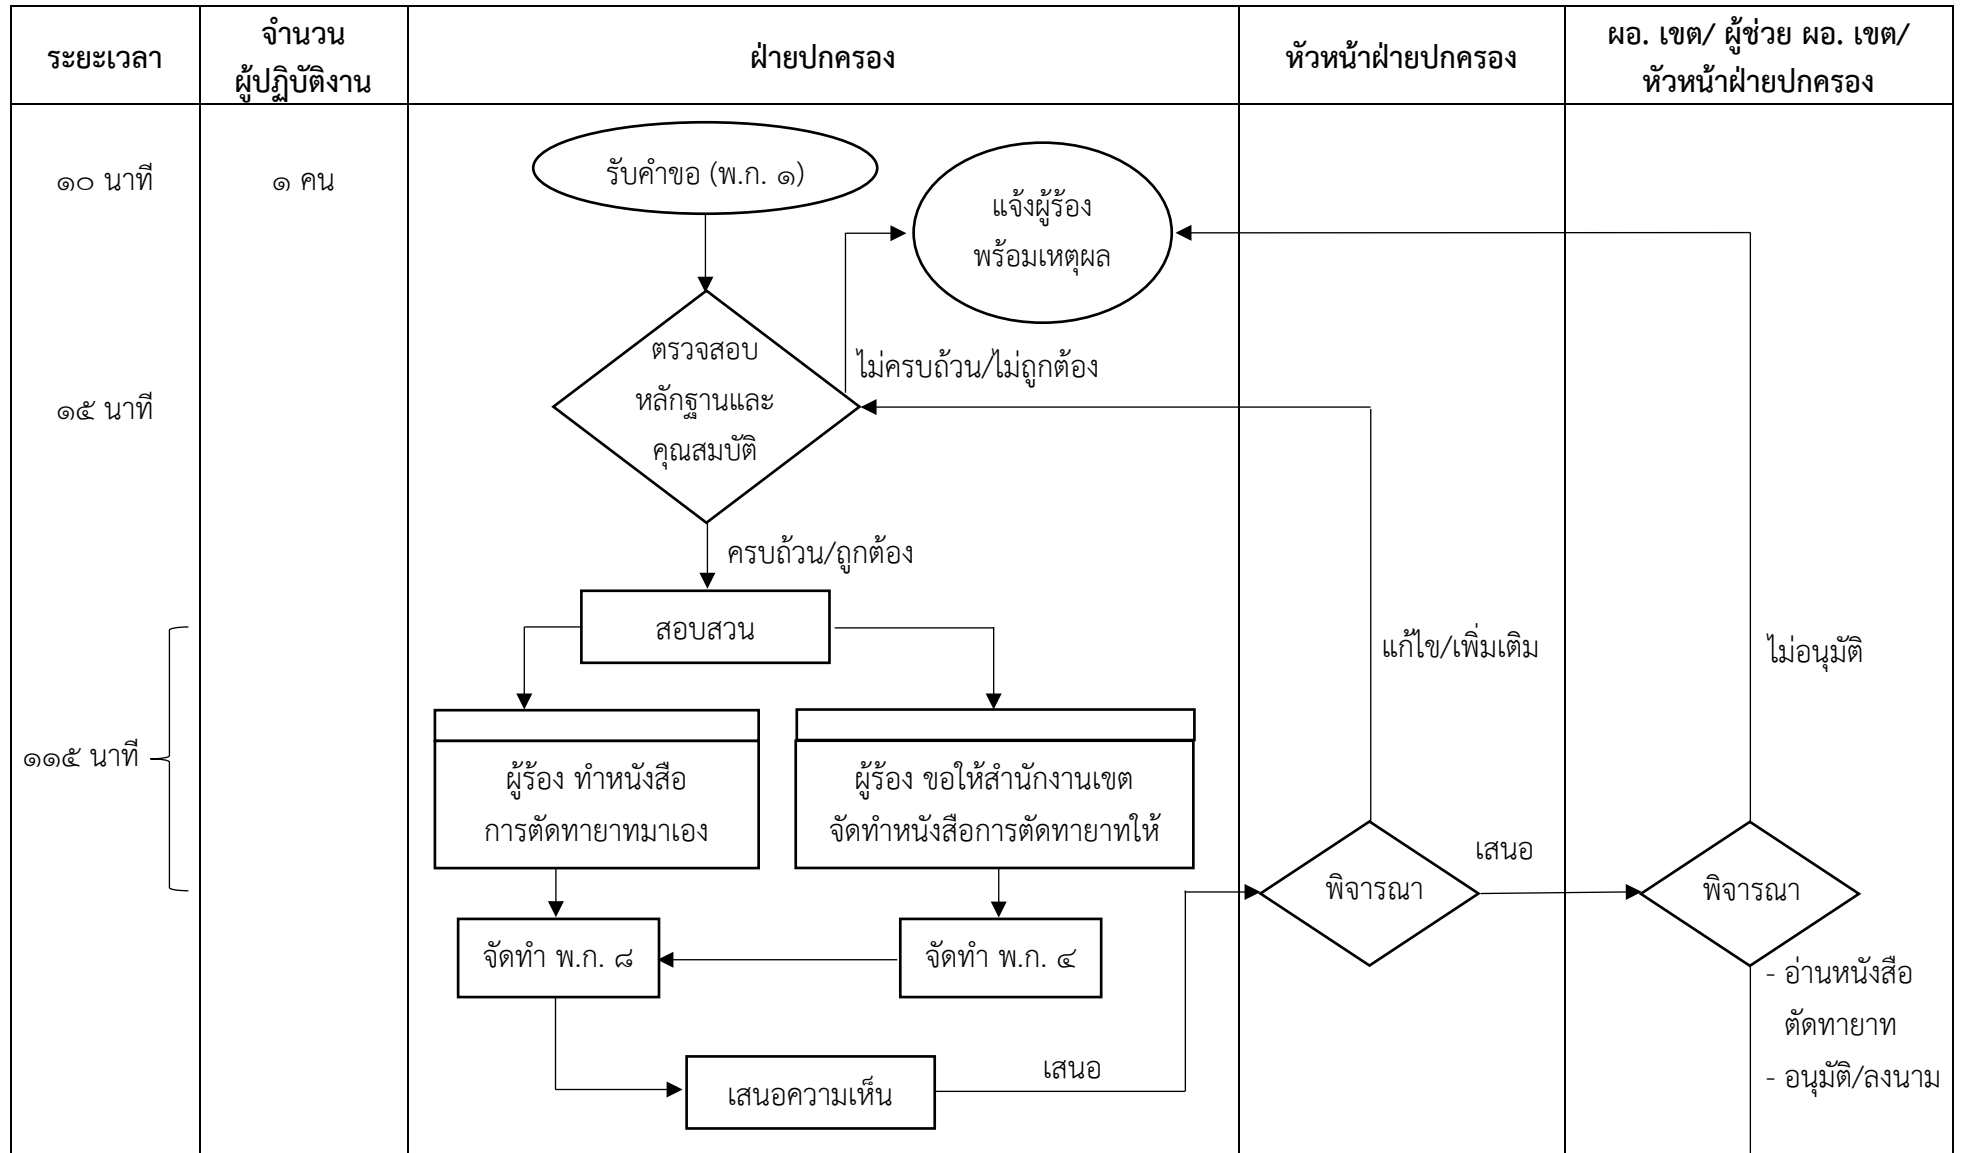 ระยะเวลา
จำนวน
ผู้ปฏิบัติงาน
ฝ่ายปกครอง
หัวหน้าฝ่ายปกครอง
ผอ. เขต/ ผู้ช่วย ผอ. เขต/
หัวหน้าฝ่ายปกครอง
๑๐ นาที
๑ คน
รับคำขอ (พ.ก. ๑)
แจ้งผู้ร้อง
พร้อมเหตุผล
๑๕ นาที
ตรวจสอบ
หลักฐานและ
คุณสมบัติ
ไม่ครบถ้วน/ไม่ถูกต้อง
ครบถ้วน/ถูกต้อง
สอบสวน
แก้ไข/เพิ่มเติม
ไม่อนุมัติ
๑๑๕ นาที
ผู้ร้อง ทำหนังสือ
การตัดทายาทมาเอง
ผู้ร้อง ขอให้สำนักงานเขต
จัดทำหนังสือการตัดทายาทให้
พิจารณา
เสนอ
พิจารณา
จัดทำ พ.ก. ๘
จัดทำ พ.ก. ๔
- อ่านหนังสือ
ตัดทายาท
- อนุมัติ/ลงนาม
เสนอความเห็น
เสนอ